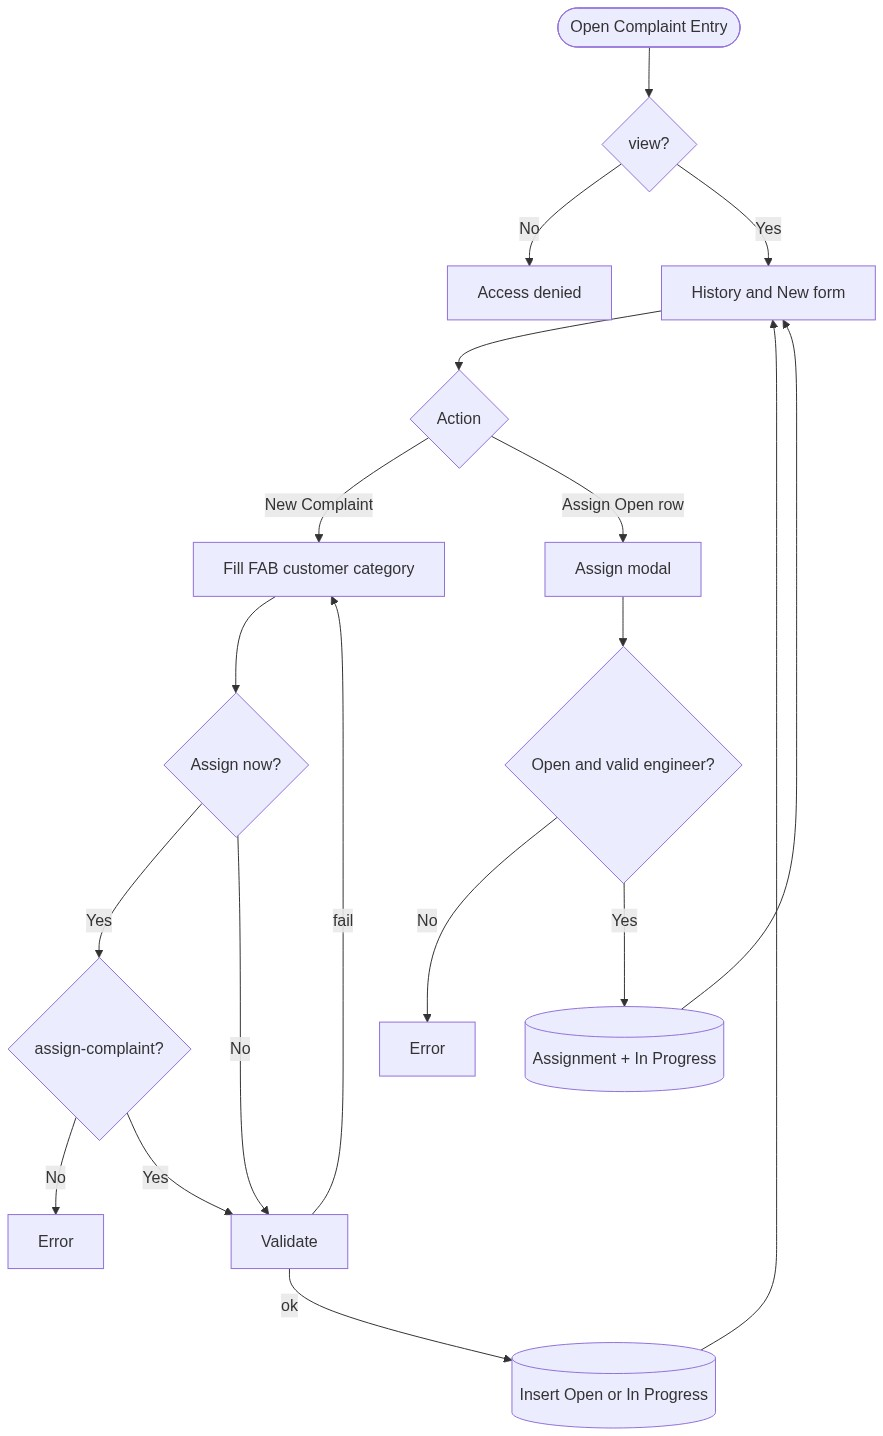 Open Complaint Entry
view?
No
Yes
Access denied
History and New form
Action
New Complaint
Assign Open row
Fill FAB customer category
Assign modal
Assign now?
Open and valid engineer?
Yes
fail
No
Yes
assign-complaint?
No
Error
Assignment + In Progress
No
Yes
Error
Validate
ok
Insert Open or In Progress